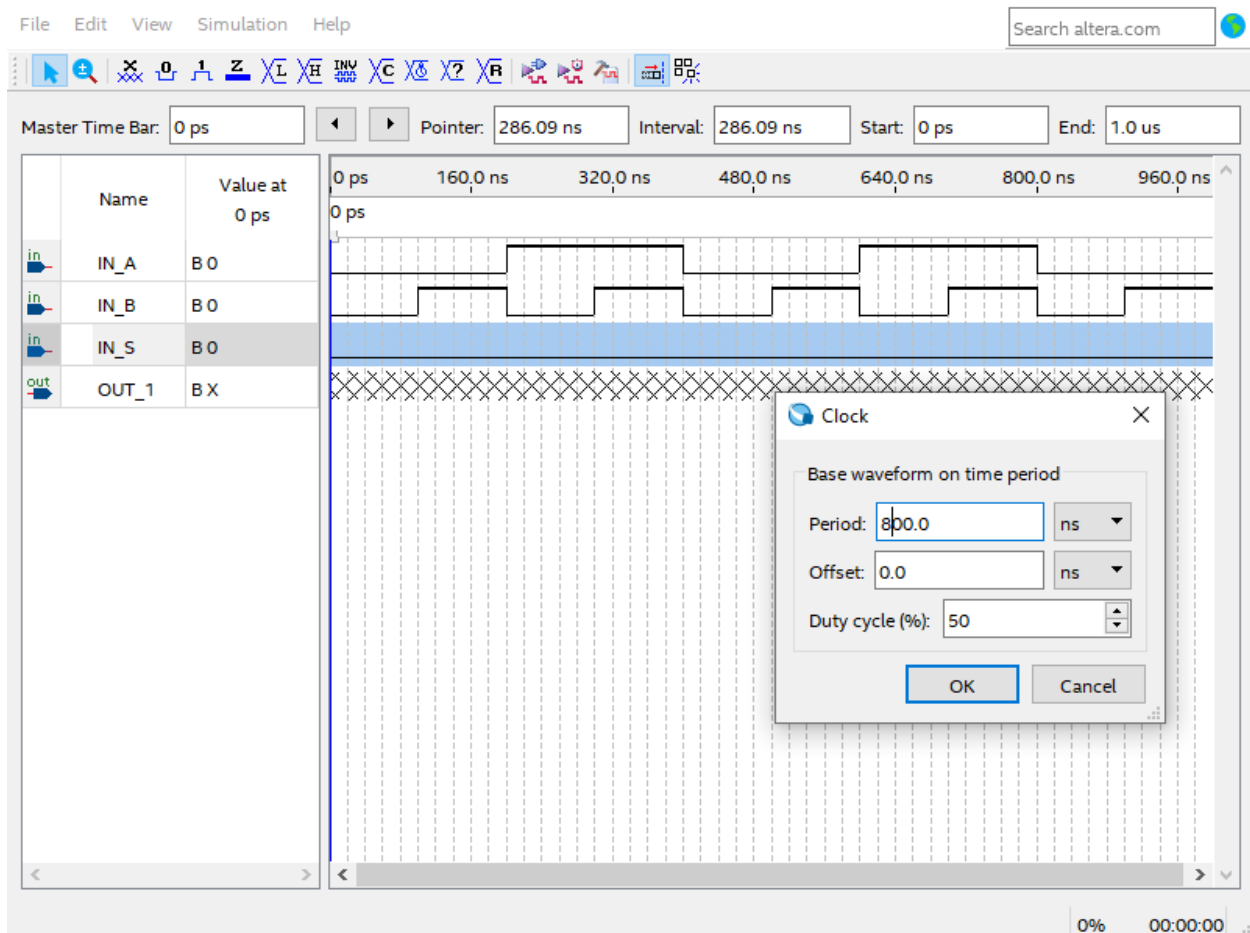 File Edit View Simulation Help
Search altera.com
X 0 1 Z L H INV C ? R
Master Time Bar: 0 ps Pointer: 286.09 ns Interval: 286.09 ns Start: 0 ps End: 1.0 us
Name Value at
0 ps
0 ps 160.0 ns 320.0 ns 480.0 ns 640.0 ns 800.0 ns 960.0 ns
0 ps
in IN_A B 0
in IN_B B 0
in IN_S B 0
out OUT_1 B X
Clock
Base waveform on time period
Period: 800.0 ns
Offset: 0.0 ns
Duty cycle (%): 50
OK Cancel
0% 00:00:00